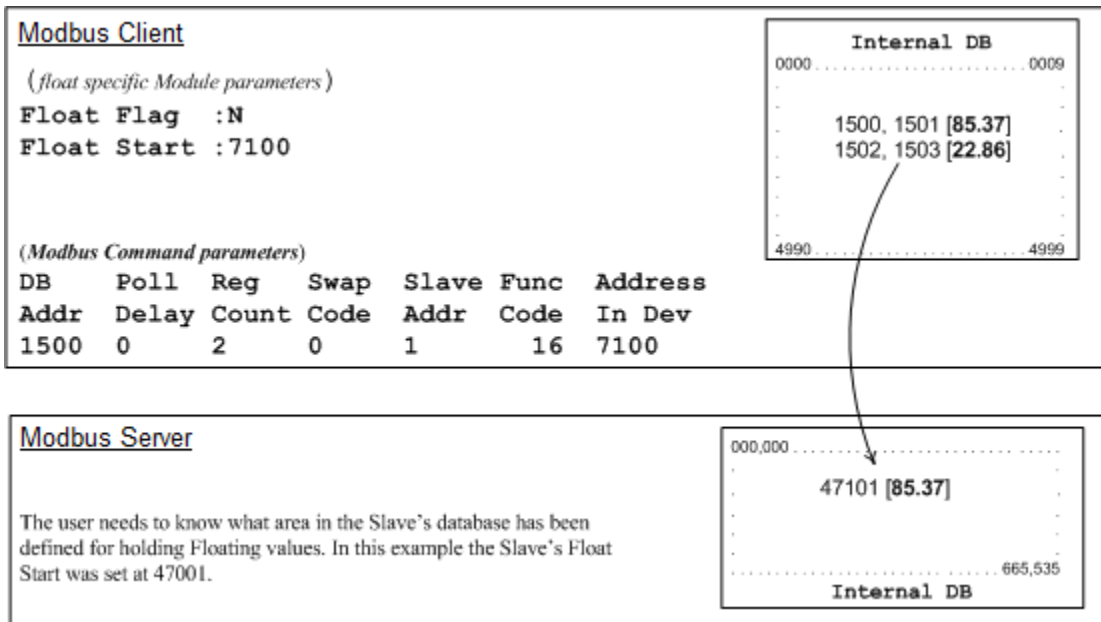 Modbus Client
(float specific Module parameters)
Float Flag :N
Float Start :7100
Internal DB
0000 . . . . . . . . . . . . . . . . . . . . . . . . 0009
1500, 1501 [85.37]
1502, 1503 [22.86]
4990 . . . . . . . . . . . . . . . . . . . . . . . . 4999
(Modbus Command parameters)
DB Poll Reg Swap Slave Func Address
Addr Delay Count Code Addr Code In Dev
1500 0 2 0 1 16 7100
Modbus Server
The user needs to know what area in the Slave's database has been
defined for holding Floating values. In this example the Slave's Float
Start was set at 47001.
000,000 . . . . . . . . . . . . . . . . . . . . . . . . . .
47101 [85.37]
. . . . . . . . . . . . . . . . . . . . . . . . . . 665,535
Internal DB